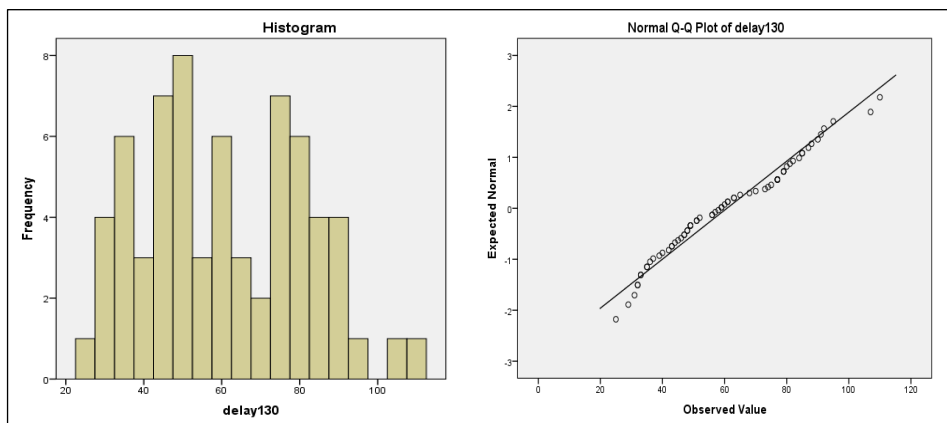 Histogram
8
6
4
2
0
Frequency
20 40 60 80 100
delay130
Normal Q-Q Plot of delay130
3
2
1
0
-1
-2
-3
Expected Normal
0 20 40 60 80 100 120
Observed Value